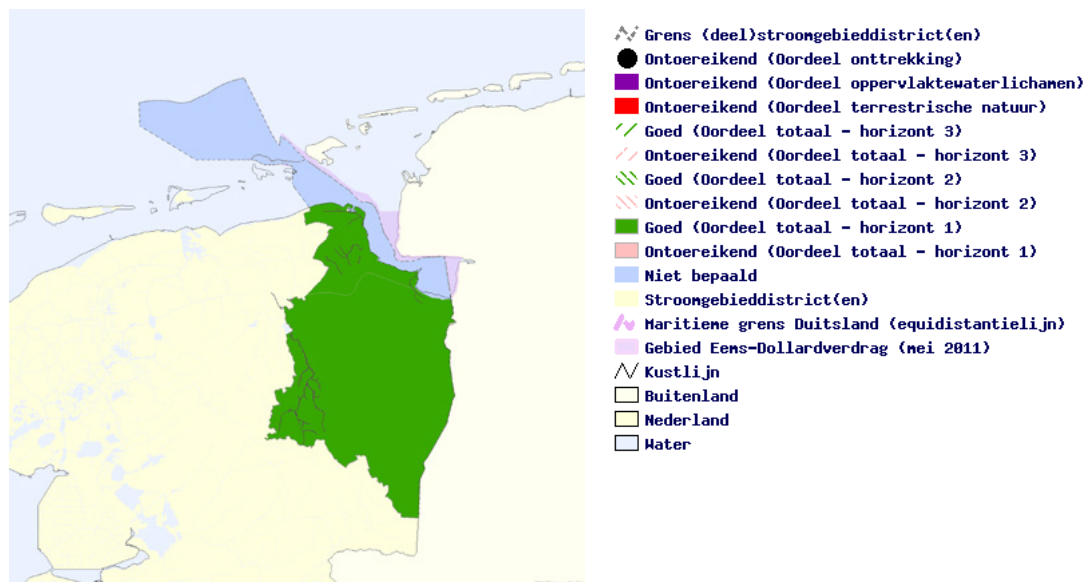 Grens (deel)stroomgebieddistrict(en)
Ontoereikend (Oordeel onttrekking)
Ontoereikend (Oordeel oppervlaktewaterlichamen)
Ontoereikend (Oordeel terrestrische natuur)
Goed (Oordeel totaal - horizont 3)
Ontoereikend (Oordeel totaal - horizont 3)
Goed (Oordeel totaal - horizont 2)
Ontoereikend (Oordeel totaal - horizont 2)
Goed (Oordeel totaal - horizont 1)
Ontoereikend (Oordeel totaal - horizont 1)
Niet bepaald
Stroomgebieddistrict(en)
Maritieme grens Duitsland (equidistantielijn)
Gebied Eems-Dollardverdrag (mei 2011)
Kustlijn
Buitenland
Nederland
Water